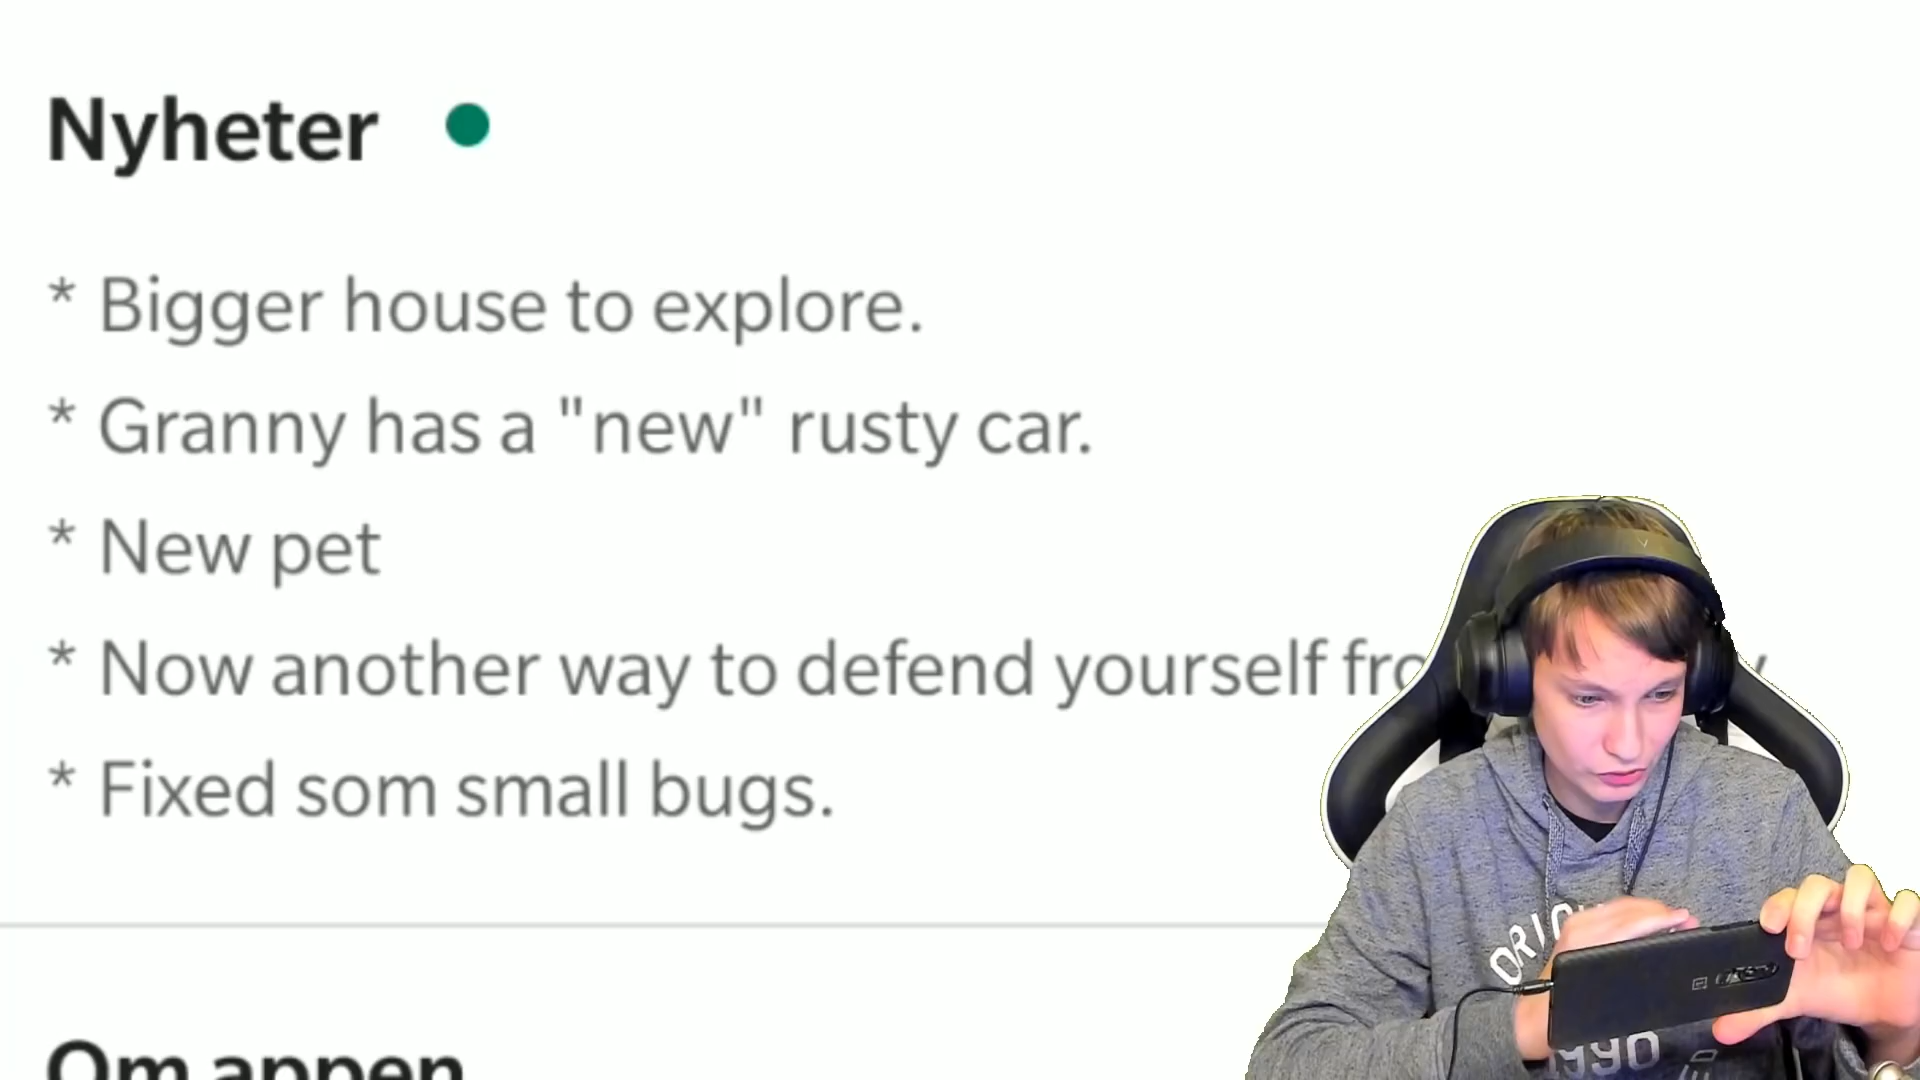 Nyheter
* Bigger house to explore.
* Granny has a "new" rusty car.
* New pet
* Now another way to defend yourself
* Fixed som small bugs.
Om appen
1990